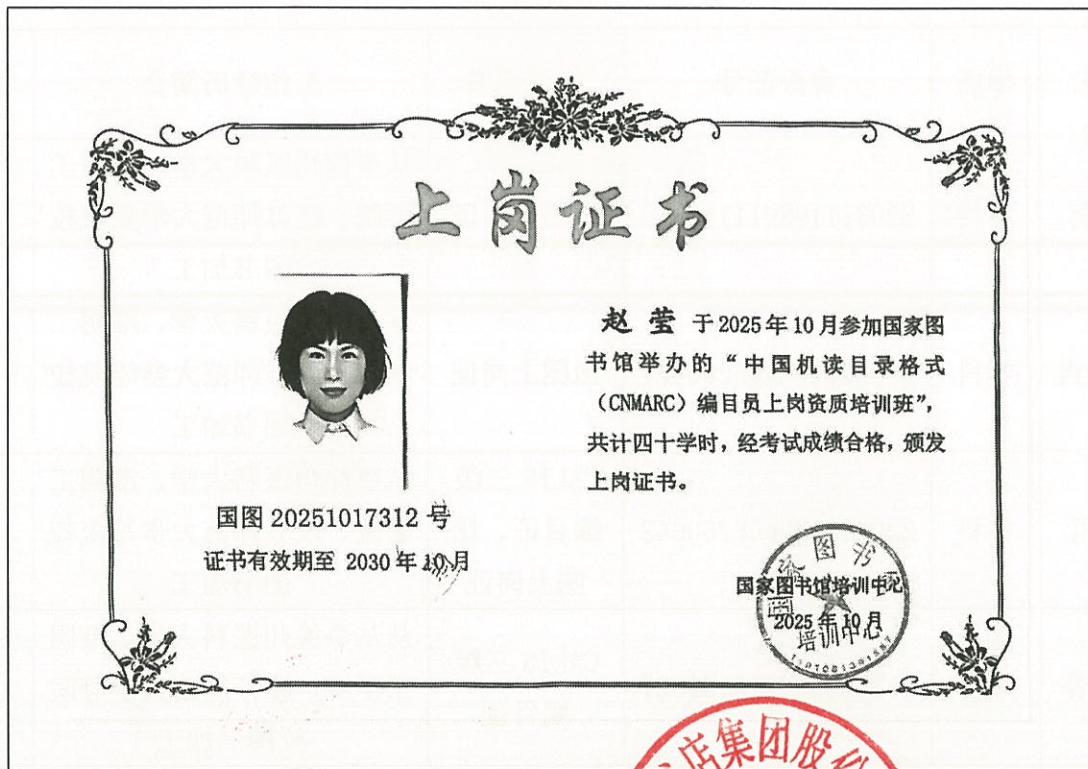 上岗证书
赵莹 于2025年10月参加国家图
书馆举办的“中国机读目录格式
（CNMARC）编目员上岗资质培训班”，
共计四十学时，经考试成绩合格，颁发
上岗证书。
国图 20251017312 号
证书有效期至 2030 年 10 月
国家图书馆培训中心
2025 年 10 月
国家图书馆
培训中心
店集团股份